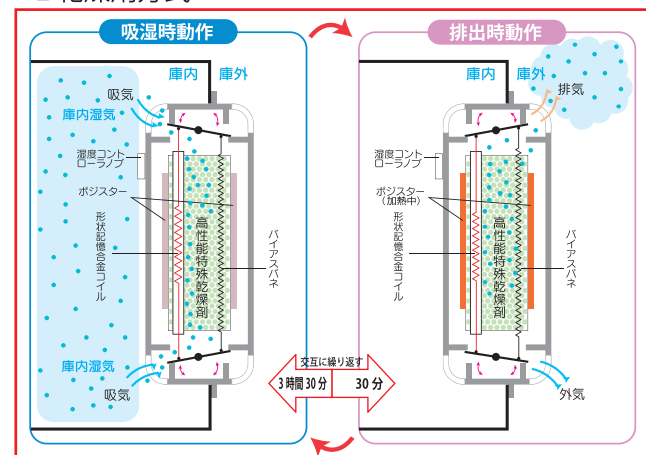 吸湿時動作
庫内 庫外
吸気
庫内湿気
湿度コント
ローラノブ
ポジスター
形状記憶合金コイル
高性能特殊乾燥剤
バイアスバネ
庫内湿気
吸気
交互に繰り返す
3時間30分
30分
排出時動作
庫内 庫外
排気
湿度コント
ローラノブ
ポジスター
(加熱中)
形状記憶合金コイル
高性能特殊乾燥剤
バイアスバネ
外気